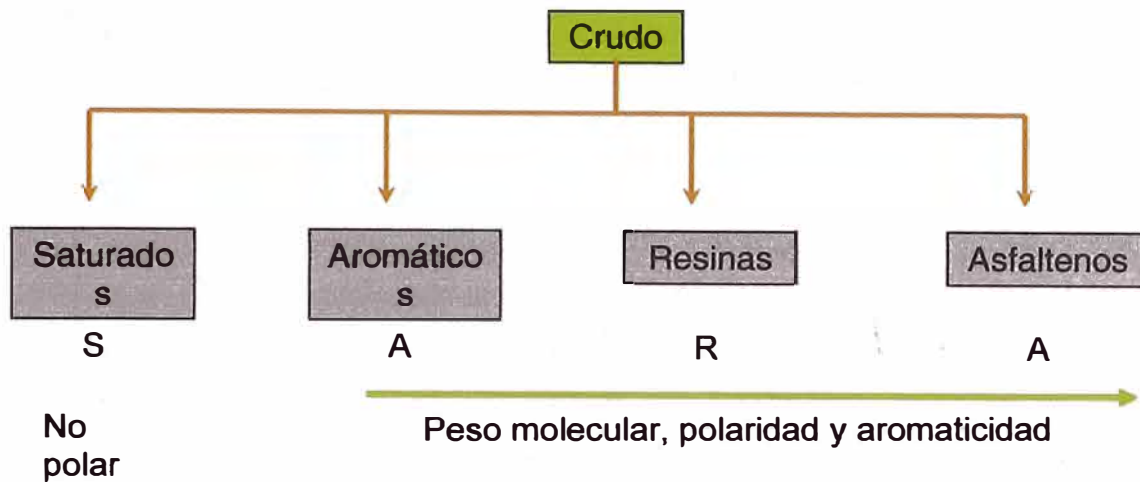 Crudo
Saturado
s
Aromático
s
Resinas
Asfaltenos
S
A
R
A
No
polar
Peso molecular, polaridad y aromaticidad